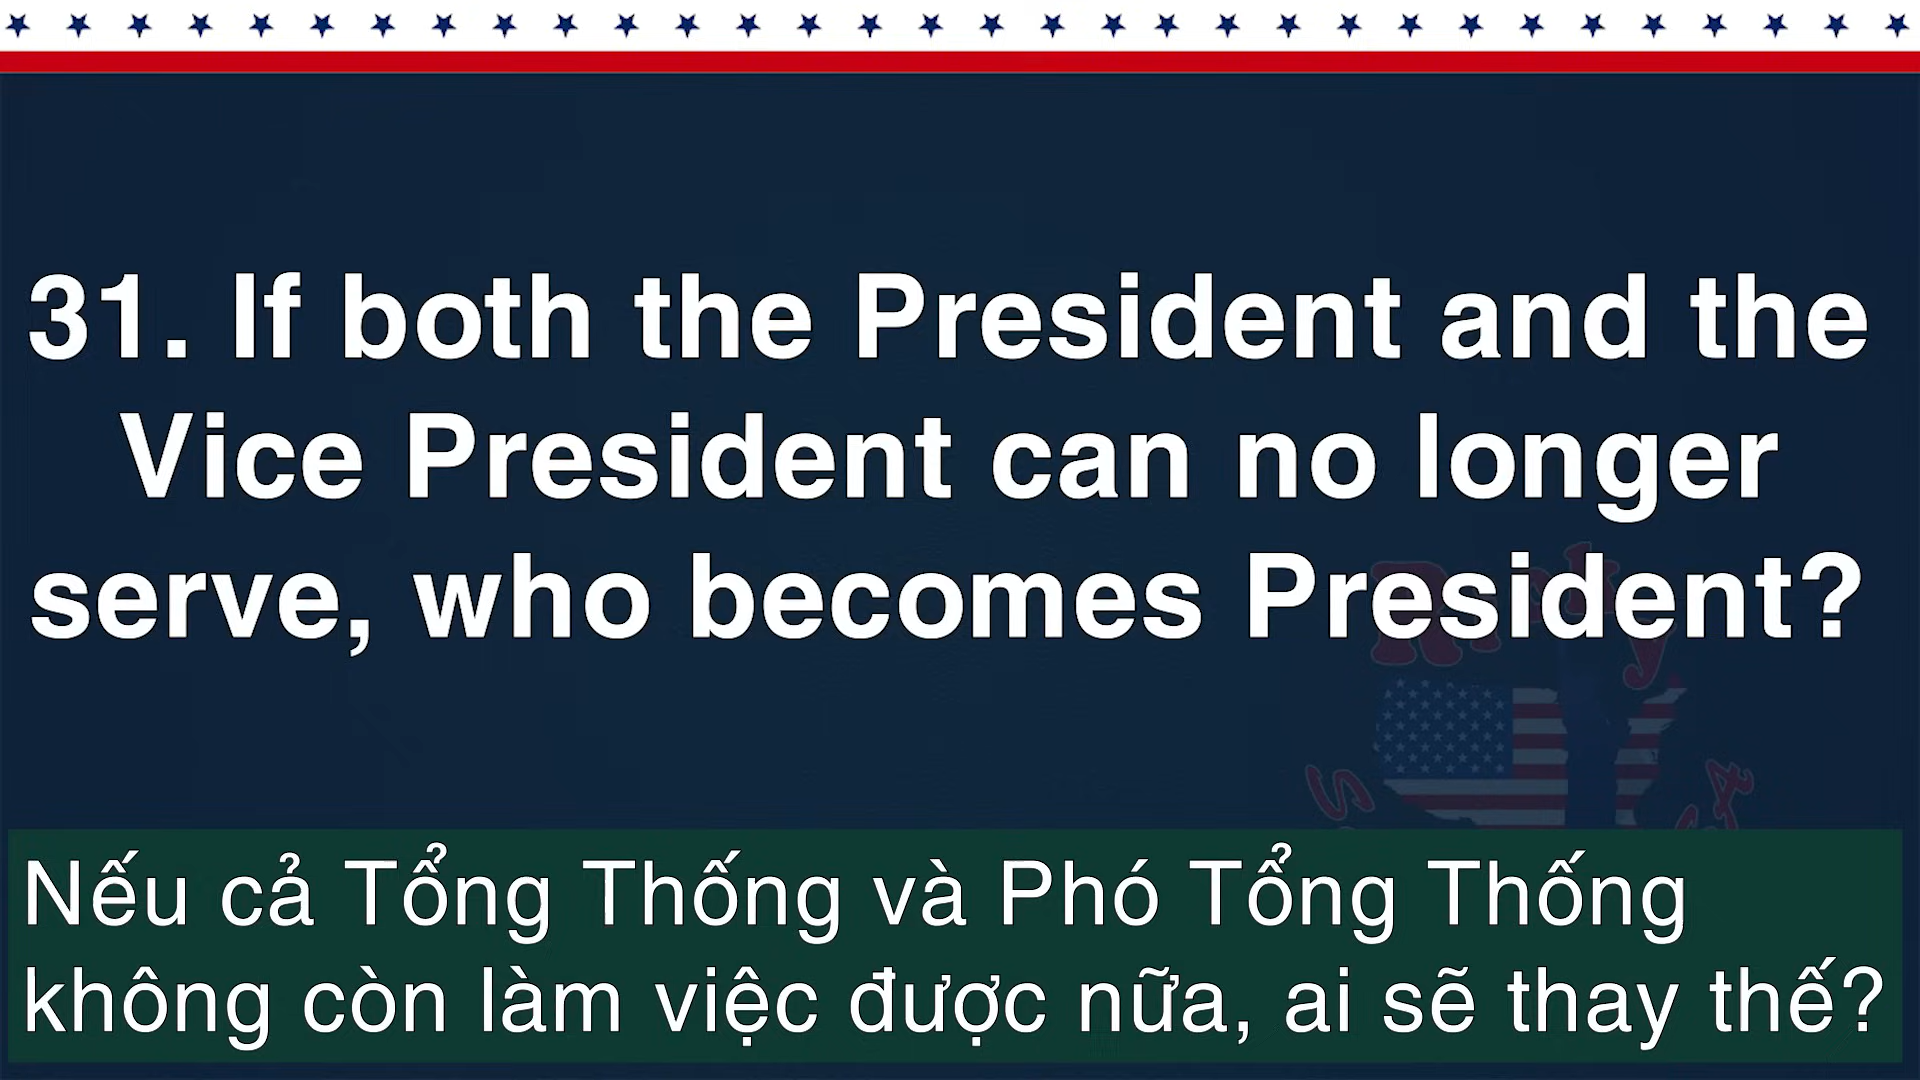 31. If both the President and the
Vice President can no longer
serve, who becomes President?
Nếu cả Tổng Thống và Phó Tổng Thống
không còn làm việc được nữa, ai sẽ thay thế?